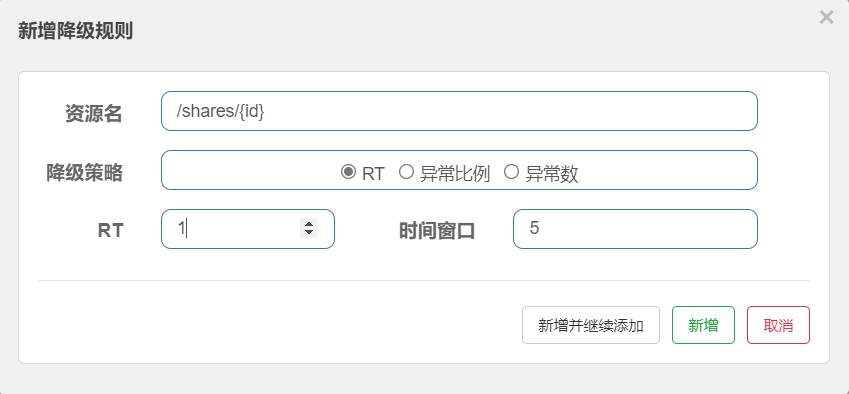 新增降级规则
×
资源名 /shares/{id}
降级策略 RT 异常比例 异常数
RT 1 时间窗口 5
新增并继续添加 新增 取消